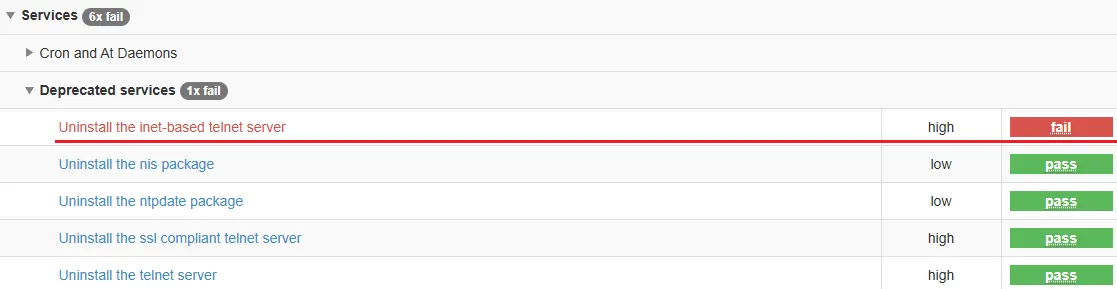 Services 6x fail
Cron and At Daemons
Deprecated services 1x fail
Uninstall the inet-based telnet server high fail
Uninstall the nis package low pass
Uninstall the ntpdate package low pass
Uninstall the ssl compliant telnet server high pass
Uninstall the telnet server high pass